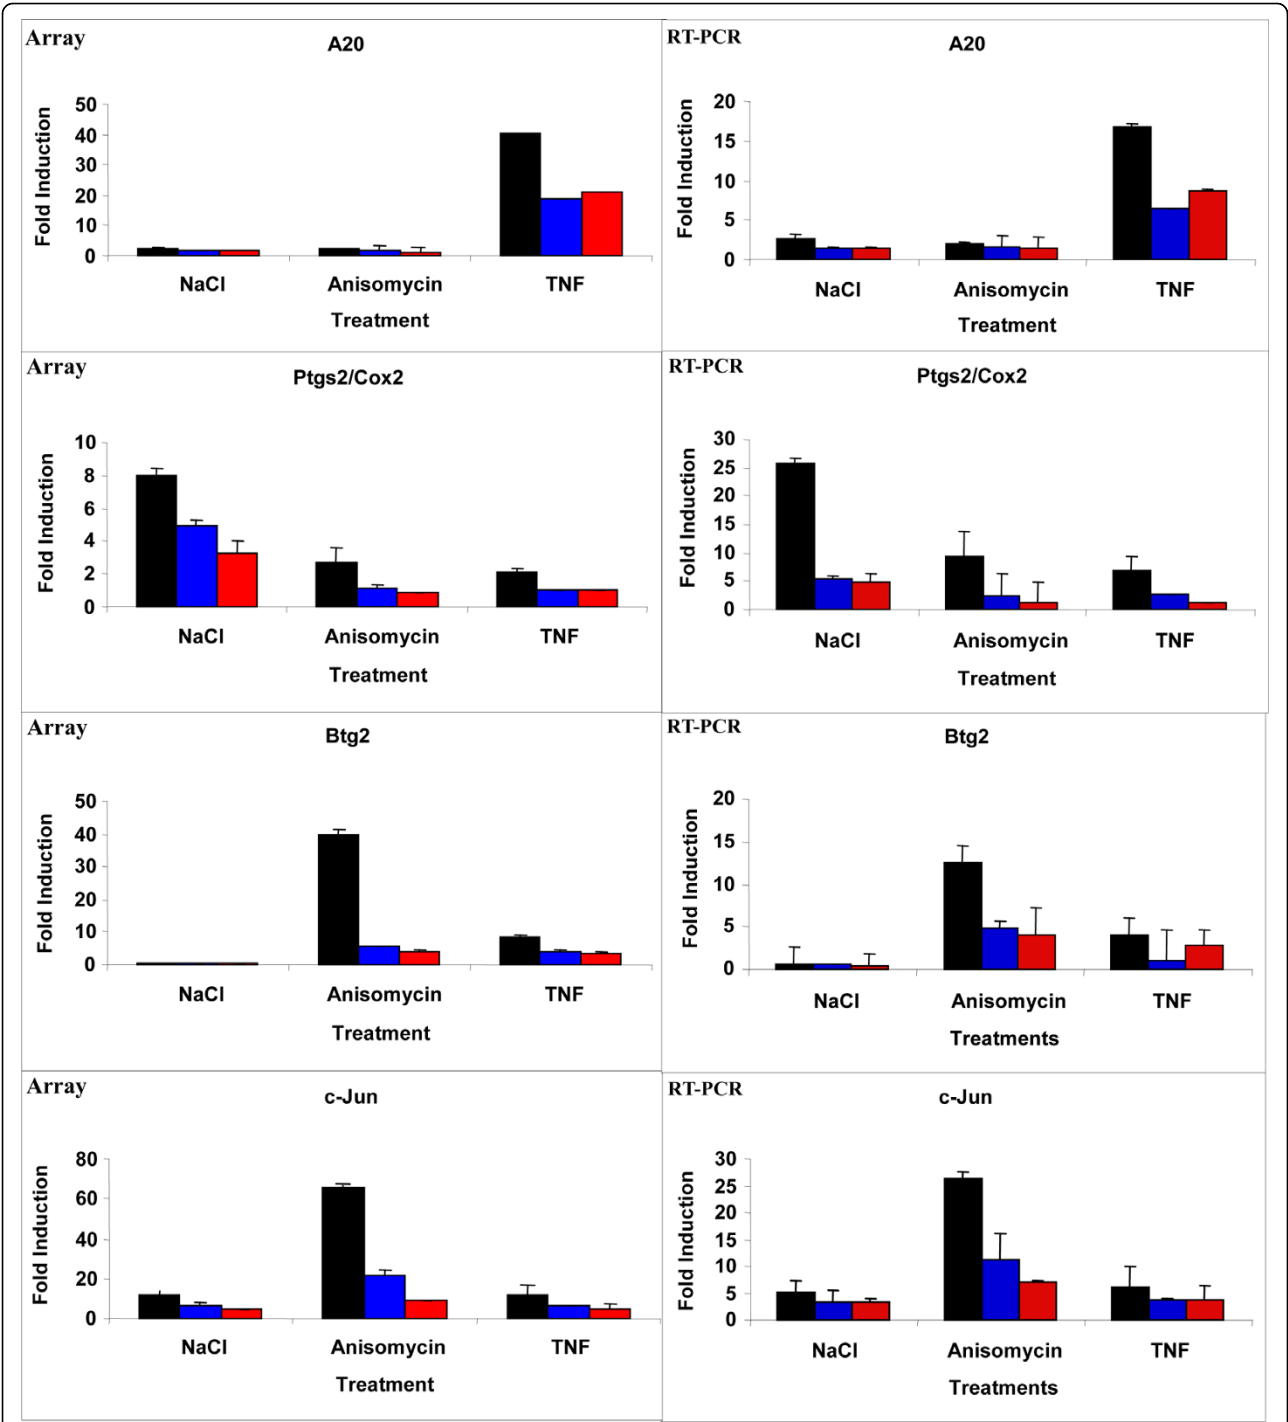 Array
A20
50
40
30
20
10
0
Fold Induction
NaCl
Anisomycin
TNF
Treatment
RT-PCR
A20
20
15
10
5
0
Fold Induction
NaCl
Anisomycin
TNF
Treatment
Array
Ptgs2/Cox2
10
8
6
4
2
0
Fold Induction
NaCl
Anisomycin
TNF
Treatment
RT-PCR
Ptgs2/Cox2
30
25
20
15
10
5
0
Fold Induction
NaCl
Anisomycin
TNF
Treatment
Array
Btg2
50
40
30
20
10
0
Fold Induction
NaCl
Anisomycin
TNF
Treatment
RT-PCR
Btg2
20
15
10
5
0
Fold Induction
NaCl
Anisomycin
TNF
Treatments
Array
c-Jun
80
60
40
20
0
Fold Induction
NaCl
Anisomycin
TNF
Treatment
RT-PCR
c-Jun
30
25
20
15
10
5
0
Fold Induction
NaCl
Anisomycin
TNF
Treatments